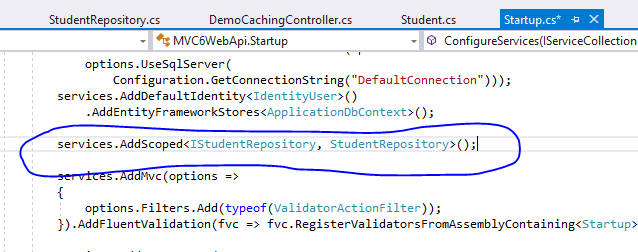 StudentRepository.cs DemoCachingController.cs Student.cs Startup.cs*
MVC6WebApi.Startup ConfigureServices(IServiceCollection
options.UseSqlServer(
Configuration.GetConnectionString("DefaultConnection")));
services.AddDefaultIdentity<IdentityUser>()
.AddEntityFrameworkStores<ApplicationDbContext>();
services.AddScoped<IStudentRepository, StudentRepository>();
services.AddMvc(options =>
{
options.Filters.Add(typeof(ValidatorActionFilter));
}).AddFluentValidation(fvc => fvc.RegisterValidatorsFromAssemblyContaining<Startup>